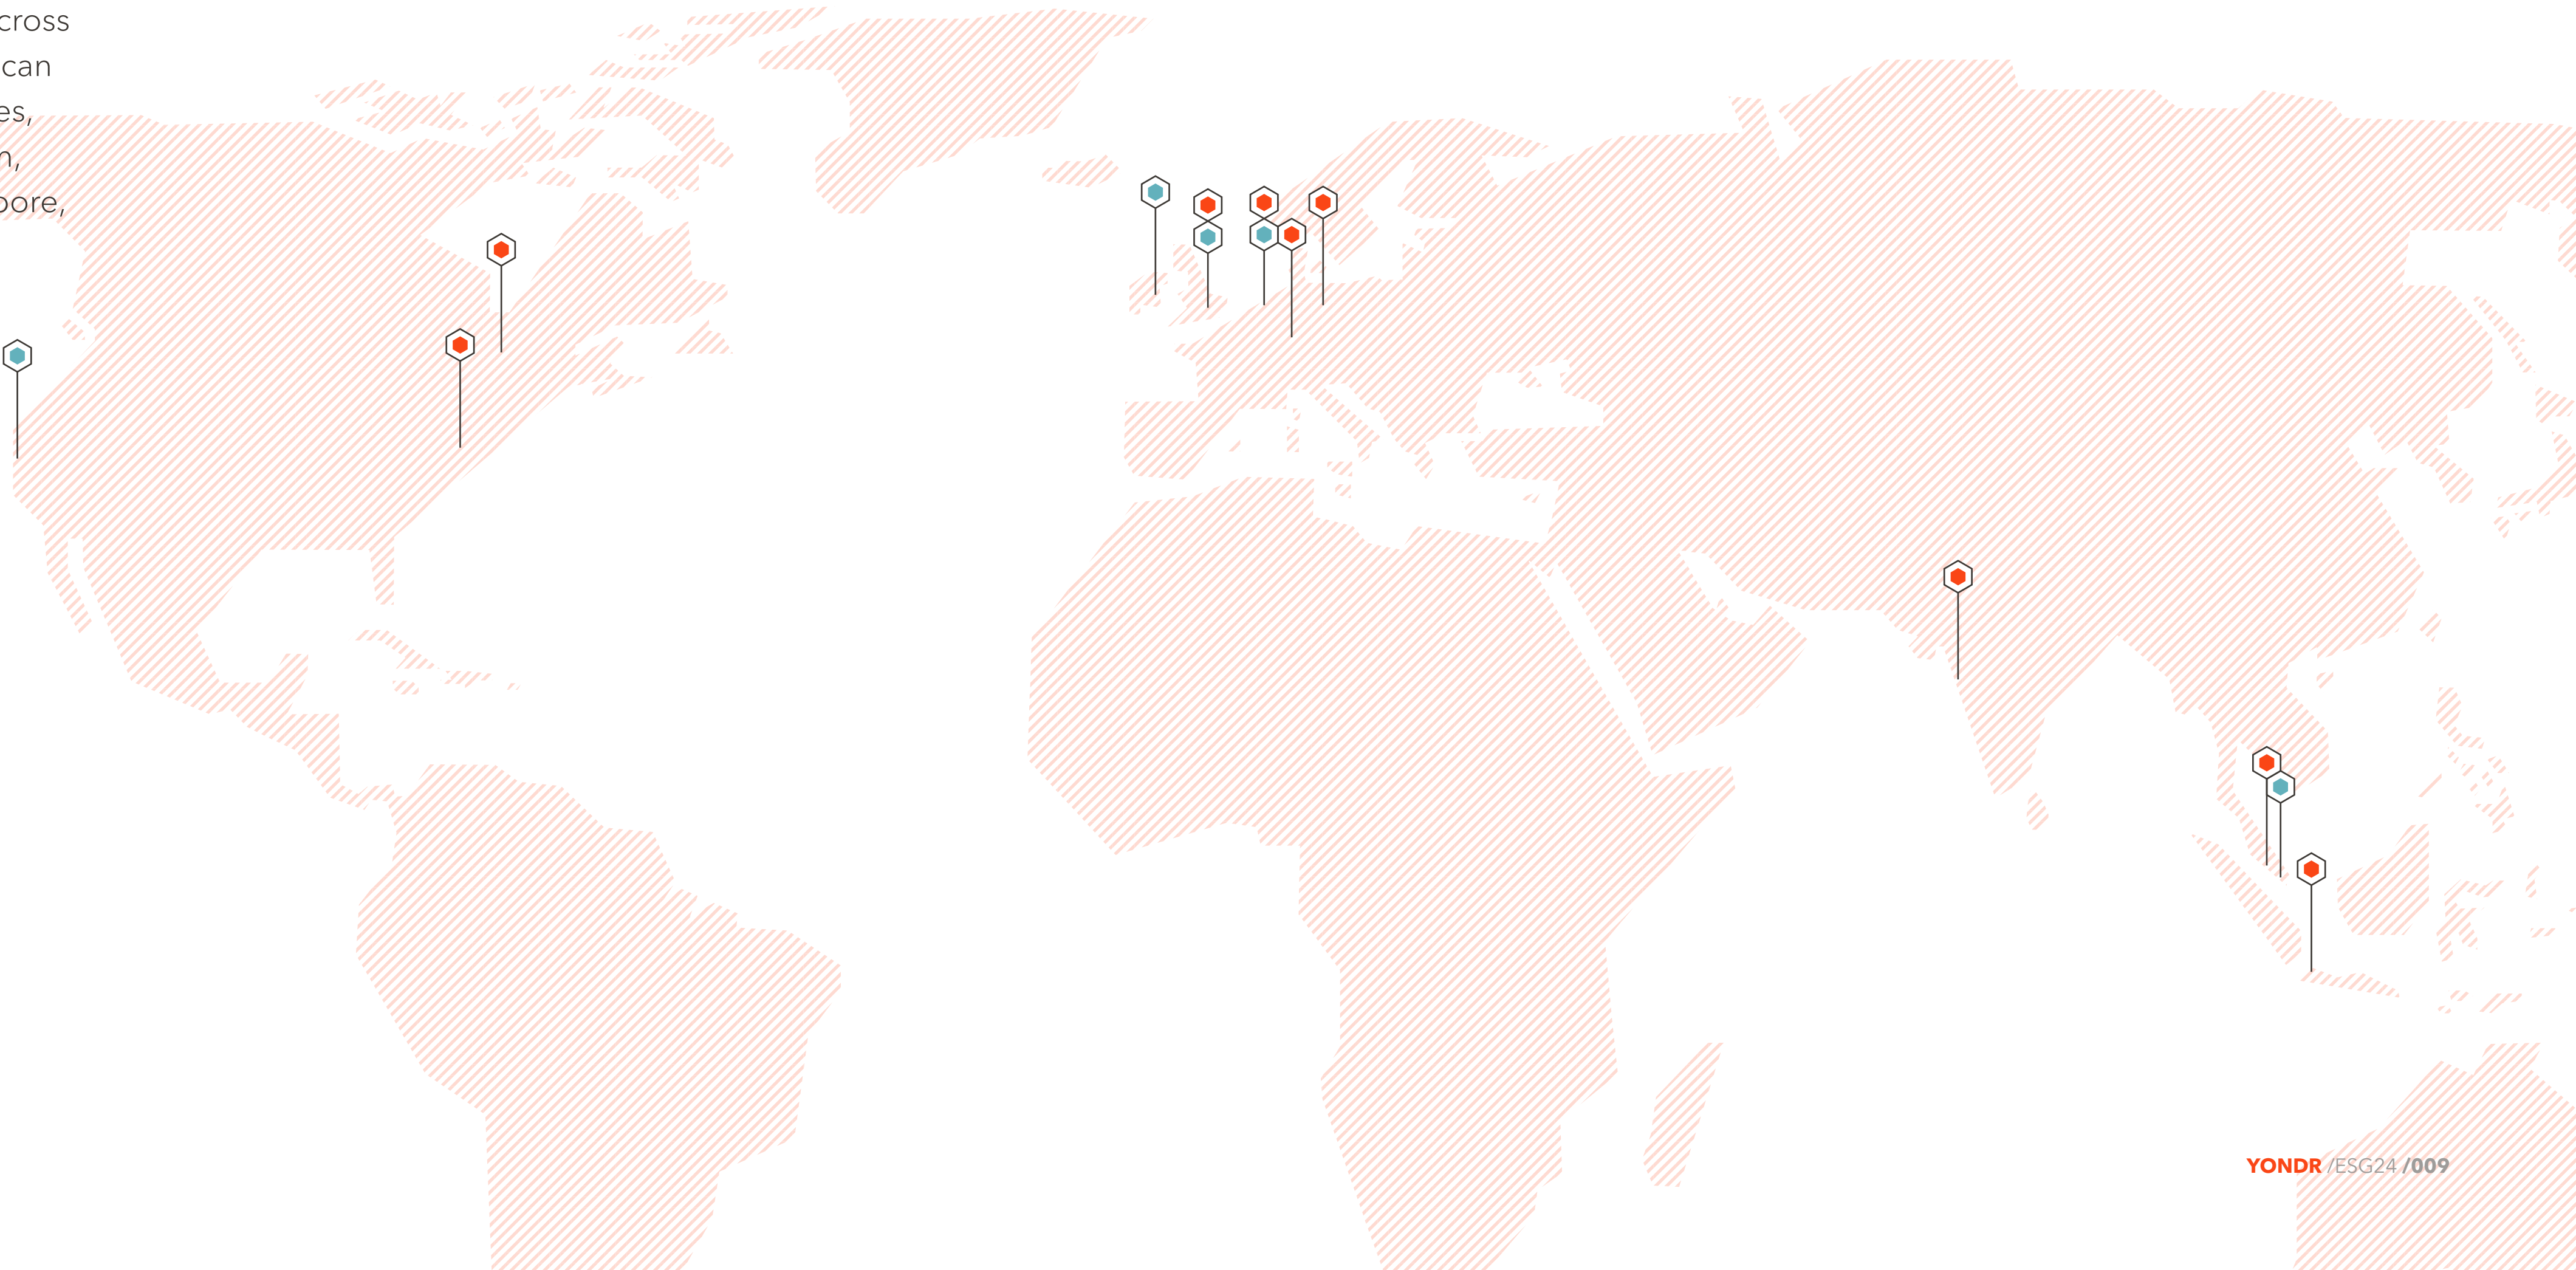 cross
can
es,
n,
pore,
YONDR /ESG24 /009